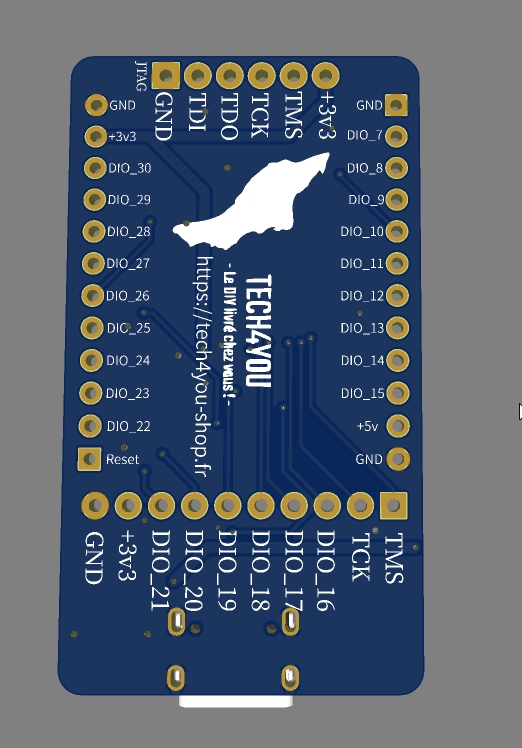 JTAG
GND
TDI
TDO
TCK
TMS
+3v3
GND
+3v3
DIO_30
DIO_29
DIO_28
DIO_27
DIO_26
DIO_25
DIO_24
DIO_23
DIO_22
Reset
GND
DIO_7
DIO_8
DIO_9
DIO_10
DIO_11
DIO_12
DIO_13
DIO_14
DIO_15
+5v
GND
TECH4YOU
- Le DIY livré chez vous ! -
https://tech4you-shop.fr
GND
+3v3
DIO_21
DIO_20
DIO_19
DIO_18
DIO_17
DIO_16
TCK
TMS